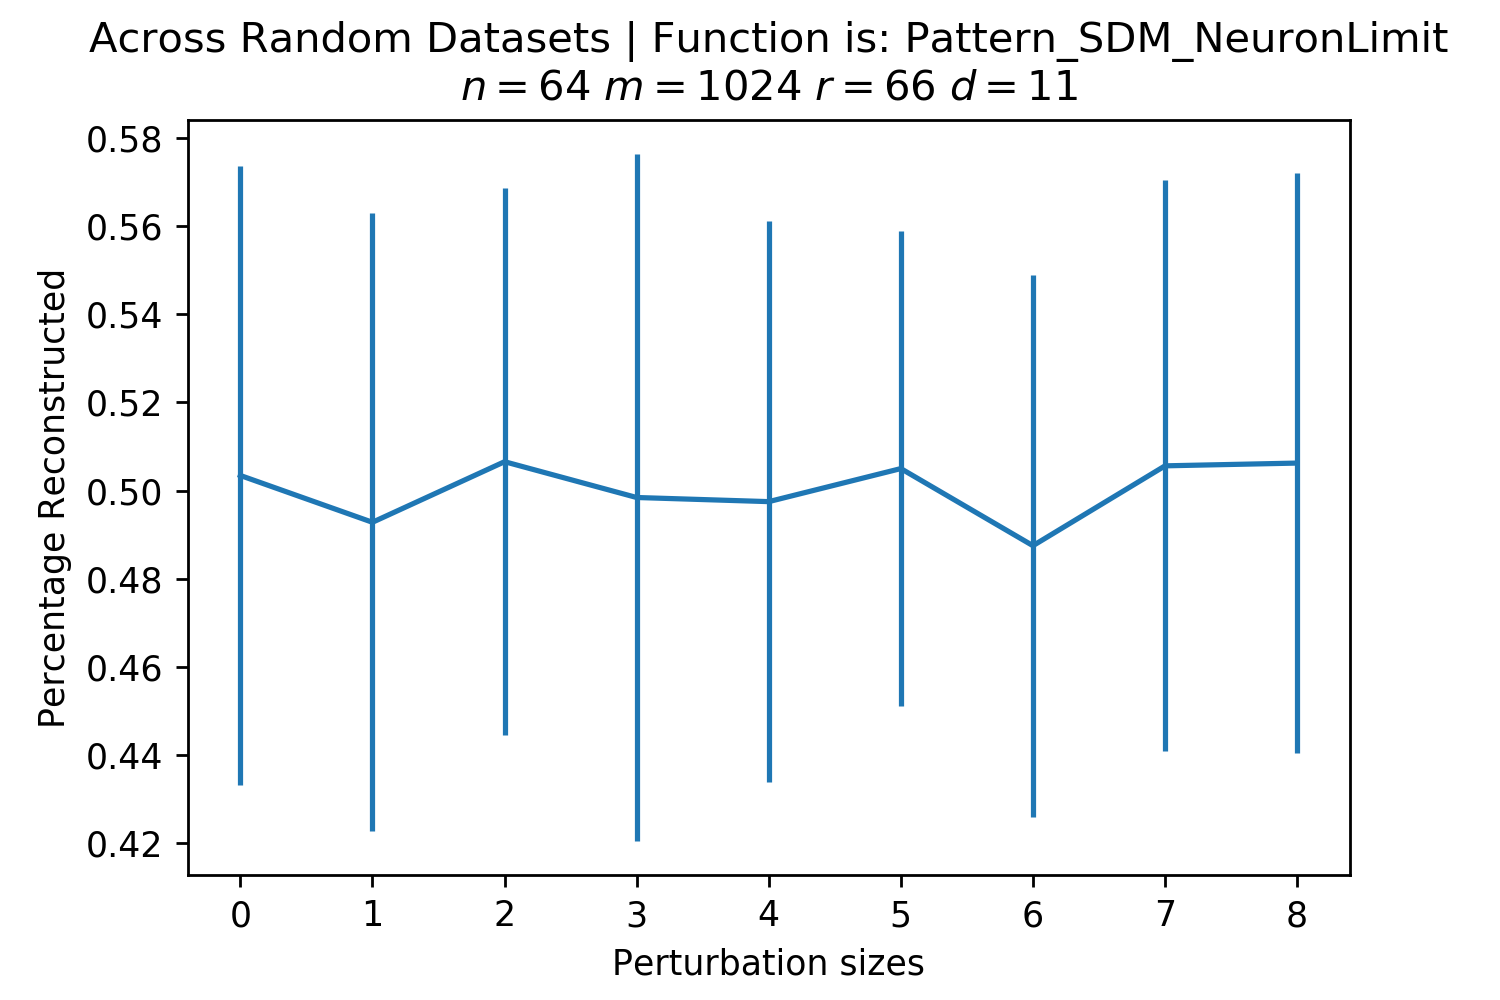 Across Random Datasets | Function is: Pattern_SDM_NeuronLimit
n = 64 m = 1024 r = 66 d = 11
0.58
0.56
0.54
0.52
0.50
0.48
0.46
0.44
0.42
Percentage Reconstructed
0 1 2 3 4 5 6 7 8
Perturbation sizes